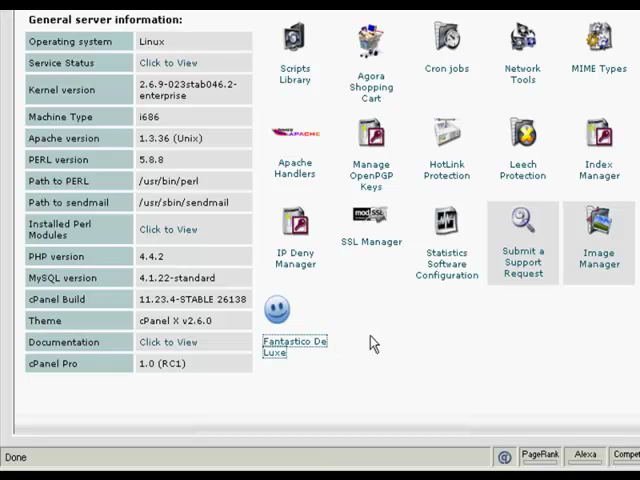 General server information:
Operating system Linux
Service Status Click to View
Kernel version 2.6.9-023stab046.2-
enterprise
Machine Type i686
Apache version 1.3.36 (Unix)
PERL version 5.8.8
Path to PERL /usr/bin/perl
Path to sendmail /usr/sbin/sendmail
Installed Perl
Modules Click to View
PHP version 4.4.2
MySQL version 4.1.22-standard
cPanel Build 11.23.4-STABLE 26138
Theme cPanel X v2.6.0
Documentation Click to View
cPanel Pro 1.0 (RC1)
Scripts
Library
Agora
Shopping
Cart
Cron jobs
Network
Tools
MIME Types
Apache
Handlers
Manage
OpenPGP
Keys
HotLink
Protection
Leech
Protection
Index
Manager
IP Deny
Manager
mod SSL
SSL Manager
Statistics
Software
Configuration
Submit a
Support
Request
Image
Manager
Fantastico De
Luxe
Done
@
PageRank
Alexa
Compet